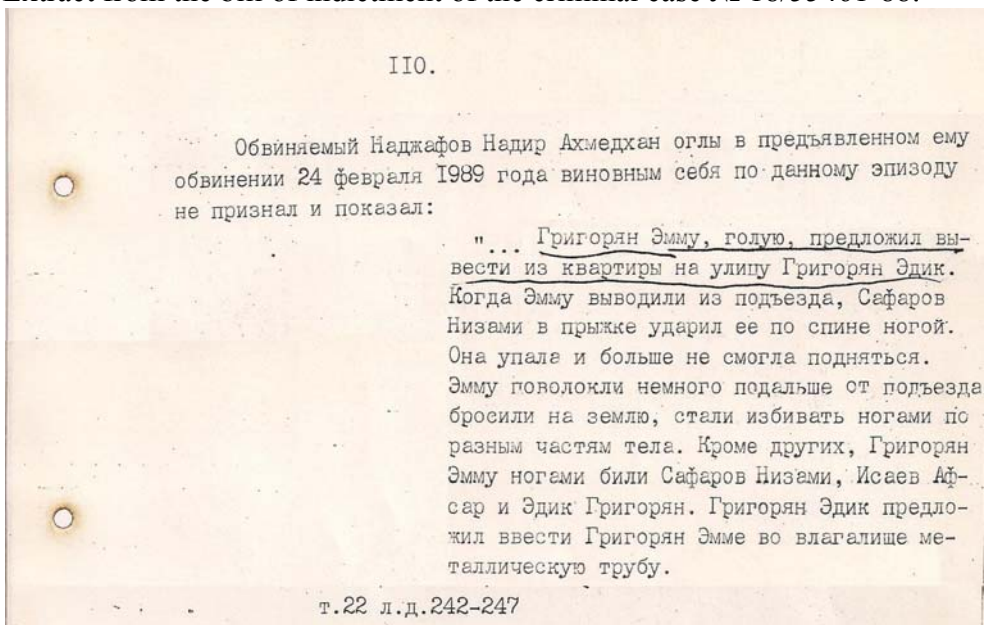 Extract from the bill of indictment of the criminal case № 18/55461-88.
II0.
Обвиняемый Наджафов Надир Ахмедхан оглы в предъявленном ему
обвинении 24 февраля I989 года виновным себя по данному эпизоду
не признал и показал:
"... Григорян Эмму, голую, предложил вы-
вести из квартиры на улицу Григорян Эдик.
Когда Эмму выводили из подъезда, Сафаров
Низами в прыжке ударил ее по спине ногой.
Она упала и больше не смогла подняться.
Эмму поволокли немного подальше от подъезда
бросили на землю, стали избивать ногами по
разным частям тела. Кроме других, Григорян
Эмму ногами били Сафаров Низами, Исаев Аф-
сар и Эдик Григорян. Григорян Эдик предло-
жил ввести Григорян Эмме во влагалище ме-
таллическую трубу.
т.22 л.д.242-247